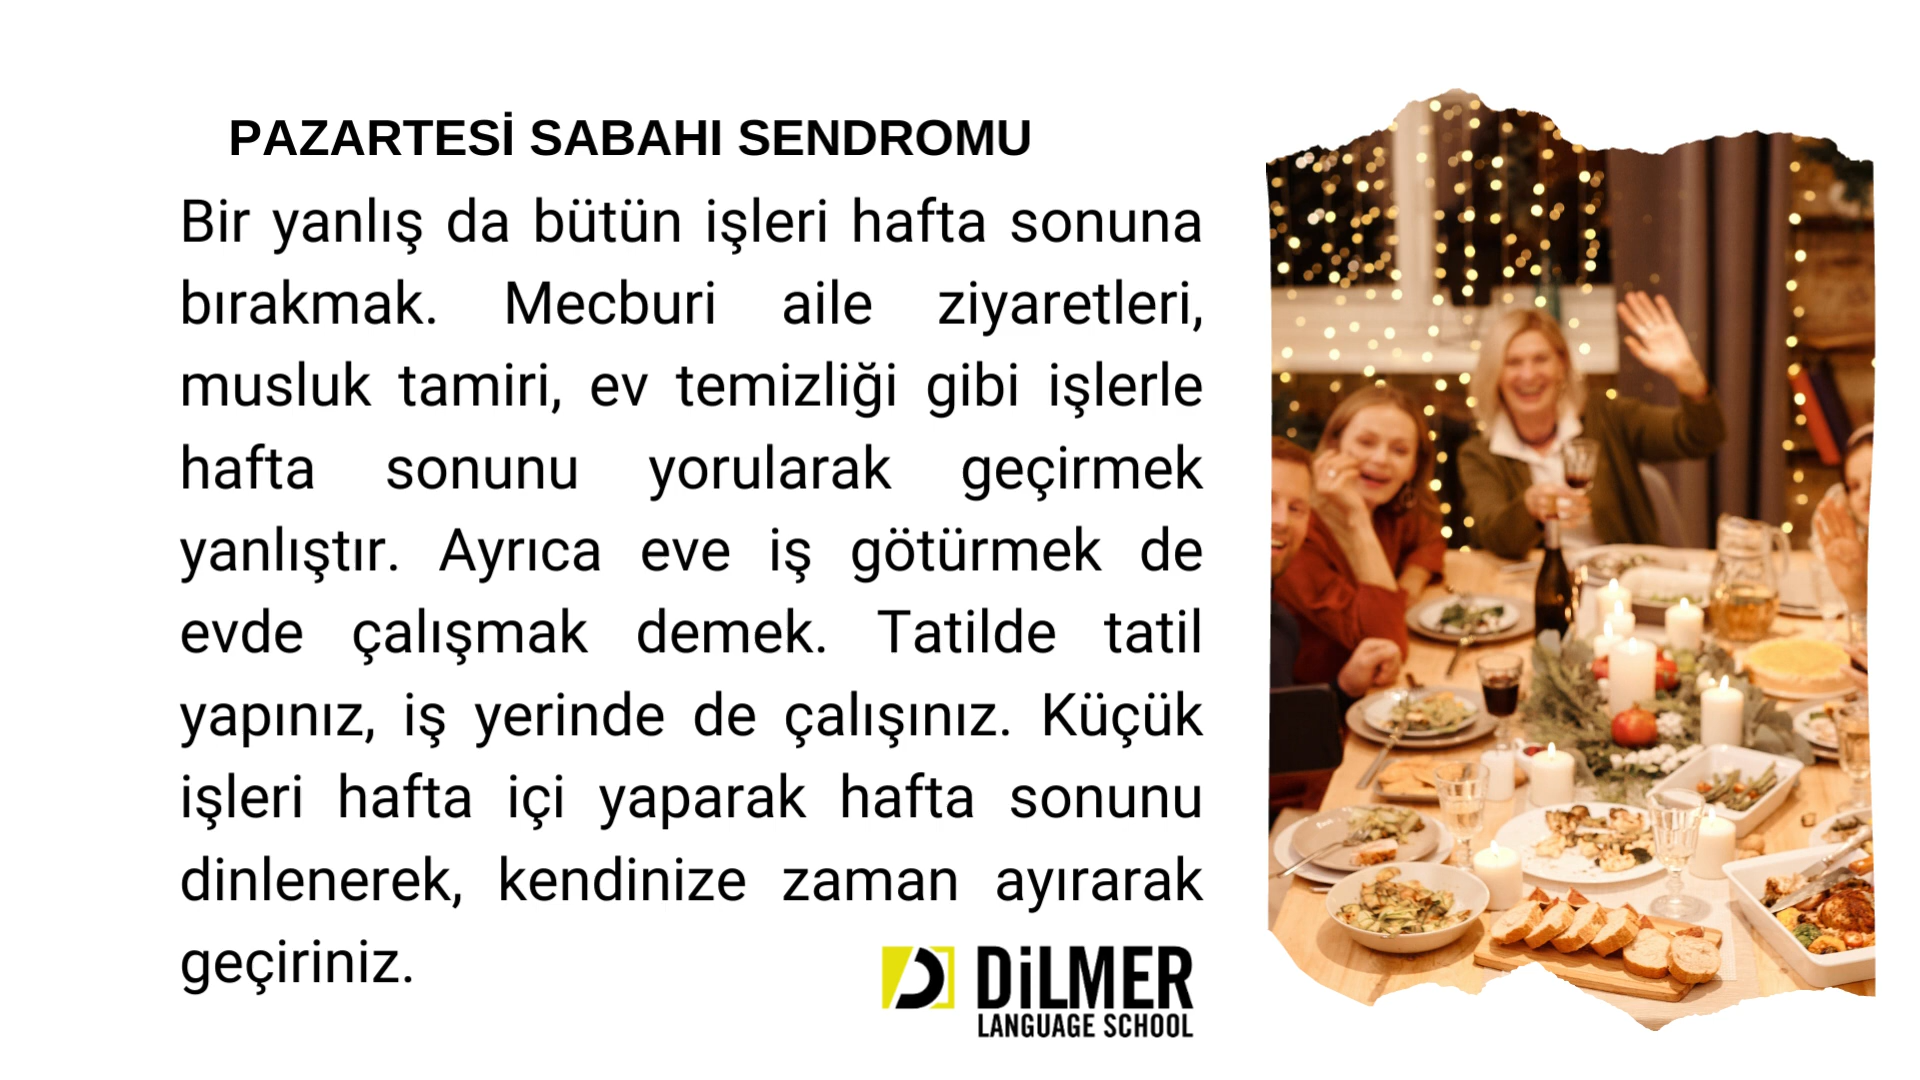 PAZARTESİ SABAHI SENDROMU
Bir yanlış da bütün işleri hafta sonuna
bırakmak. Mecburi aile ziyaretleri,
musluk tamiri, ev temizliği gibi işlerle
hafta sonunu yorularak geçirmek
yanlıştır. Ayrıca eve iş götürmek de
evde çalışmak demek. Tatilde tatil
yapınız, iş yerinde de çalışınız. Küçük
işleri hafta içi yaparak hafta sonunu
dinlenerek, kendinize zaman ayırarak
geçiriniz.
DiLMER
LANGUAGE SCHOOL